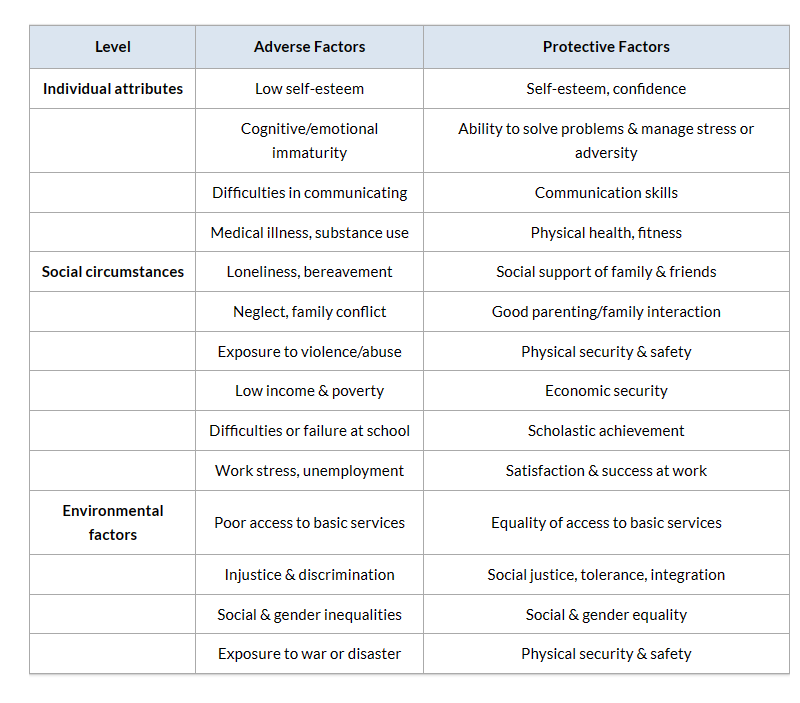 Level Adverse Factors Protective Factors
Individual attributes Low self-esteem Self-esteem, confidence
Cognitive/emotional immaturity Ability to solve problems & manage stress or adversity
Difficulties in communicating Communication skills
Medical illness, substance use Physical health, fitness
Social circumstances Loneliness, bereavement Social support of family & friends
Neglect, family conflict Good parenting/family interaction
Exposure to violence/abuse Physical security & safety
Low income & poverty Economic security
Difficulties or failure at school Scholastic achievement
Work stress, unemployment Satisfaction & success at work
Environmental factors Poor access to basic services Equality of access to basic services
Injustice & discrimination Social justice, tolerance, integration
Social & gender inequalities Social & gender equality
Exposure to war or disaster Physical security & safety